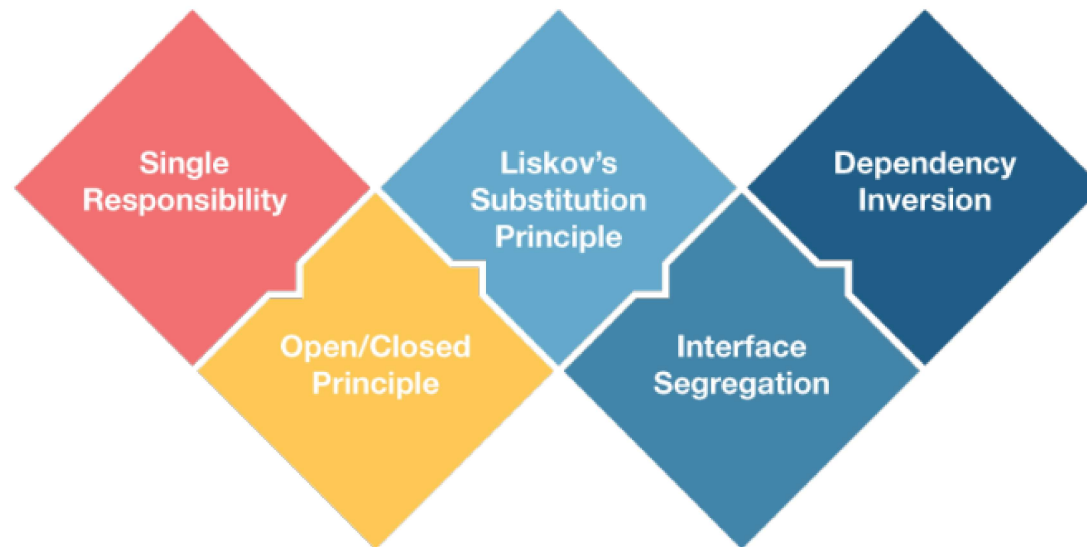 Single
Responsibility
Open/Closed
Principle
Liskov’s
Substitution
Principle
Interface
Segregation
Dependency
Inversion